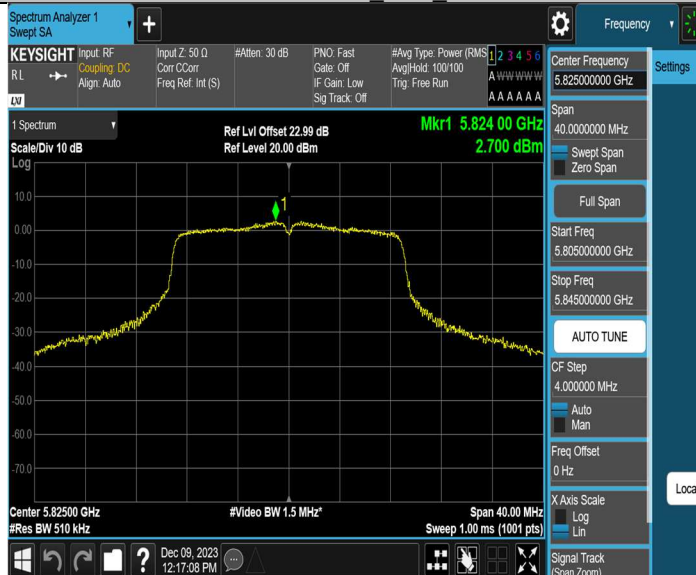 Spectrum Analyzer 1
Swept SA
+
Frequency
KEYSIGHT
RL
LXI
Input: RF
Coupling: DC
Align: Auto
Input Z: 50 Ω
Corr CCorr
Freq Ref: Int (S)
#Atten: 30 dB
PNO: Fast
Gate: Off
IF Gain: Low
Sig Track: Off
#Avg Type: Power (RMS
Avg|Hold: 100/100
Trig: Free Run
1 2 3 4 5 6
A W W W W W
A A A A A A
1 Spectrum
Scale/Div 10 dB
Log
Ref Lvl Offset 22.99 dB
Ref Level 20.00 dBm
Mkr1 5.824 00 GHz
2.700 dBm
1
10.0
0.00
-10.0
-20.0
-30.0
-40.0
-50.0
-60.0
-70.0
Center 5.82500 GHz
#Res BW 510 kHz
#Video BW 1.5 MHz*
Span 40.00 MHz
Sweep 1.00 ms (1001 pts)
?
Dec 09, 2023
12:17:08 PM
Center Frequency
5.825000000 GHz
Settings
Span
40.0000000 MHz
Swept Span
Zero Span
Full Span
Start Freq
5.805000000 GHz
Stop Freq
5.845000000 GHz
AUTO TUNE
CF Step
4.000000 MHz
Auto
Man
Freq Offset
0 Hz
X Axis Scale
Log
Lin
Loca
Signal Track
(Span Zoom)